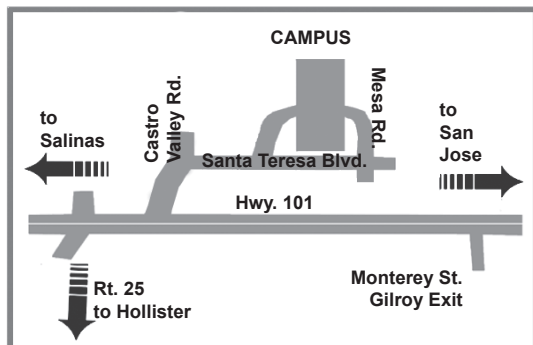 CAMPUS
to
Salinas
Castro
Valley Rd.
Mesa Rd.
to
San
Jose
Santa Teresa Blvd.
Hwy. 101
Rt. 25
to Hollister
Monterey St.
Gilroy Exit